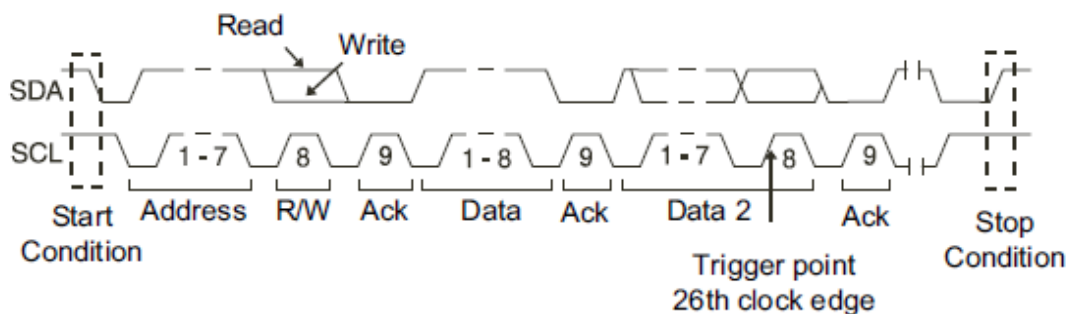 Read
Write
SDA
SCL
1 - 7 8 9 1 - 8 9 1 - 7 8 9
Address R/W Ack Data Ack Data 2 Ack
Start
Condition
Stop
Condition
Trigger point
26th clock edge